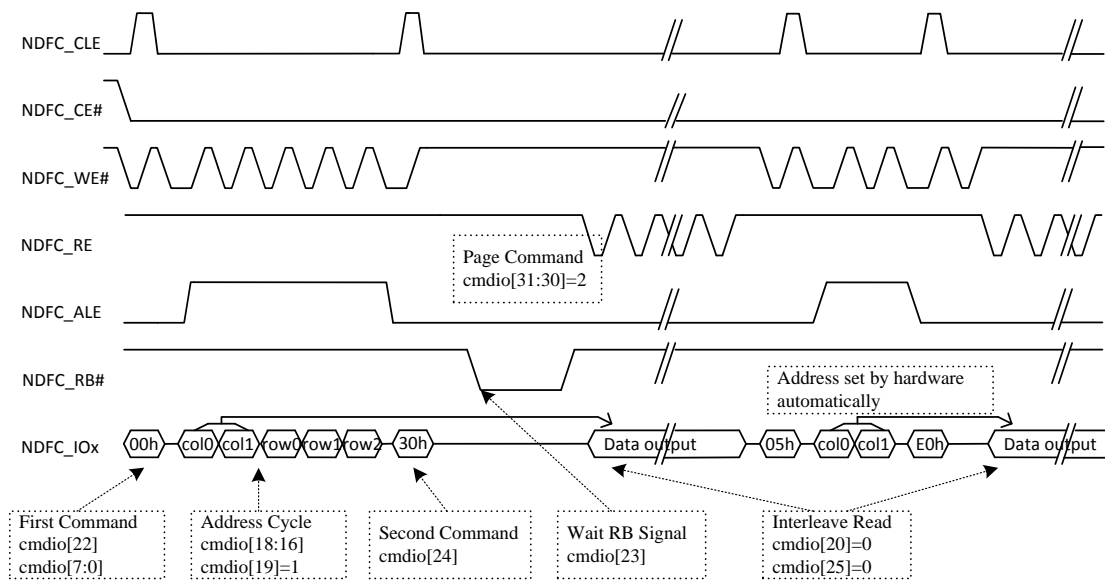 NDFC_CLE
NDFC_CE#
NDFC_WE#
NDFC_RE
Page Command
cmdio[31:30]=2
NDFC_ALE
NDFC_RB#
Address set by hardware
automatically
NDFC_IOx
00h col0 col1 row0 row1 row2 30h Data output 05h col0 col1 E0h Data output
First Command
cmdio[22]
cmdio[7:0]
Address Cycle
cmdio[18:16]
cmdio[19]=1
Second Command
cmdio[24]
Wait RB Signal
cmdio[23]
Interleave Read
cmdio[20]=0
cmdio[25]=0